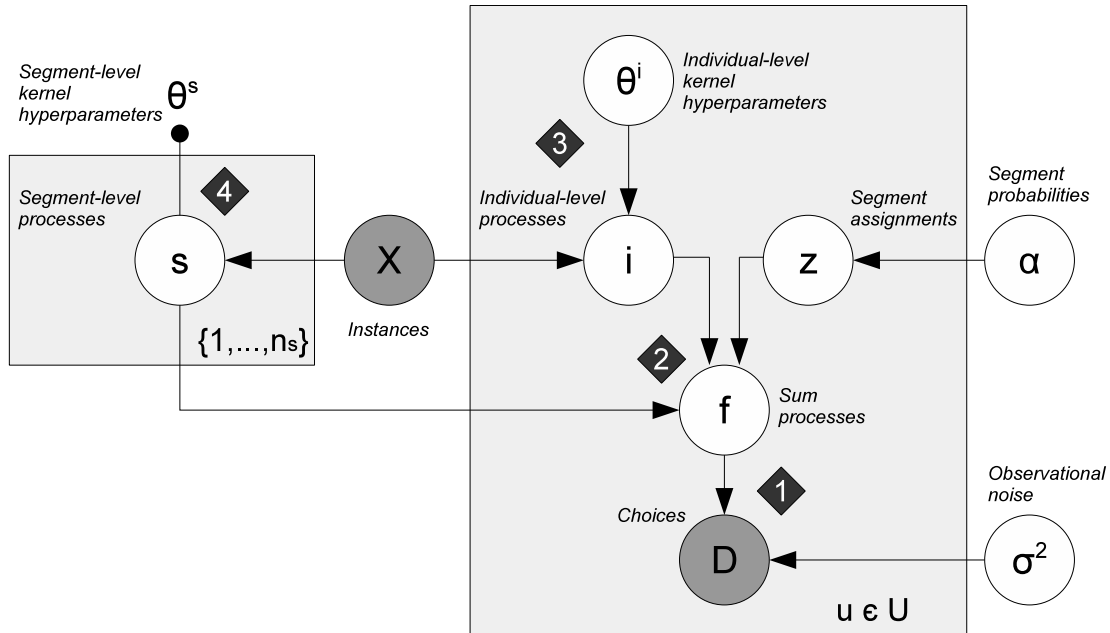 Segment-level
kernel
hyperparameters
θˢ
θⁱ
Individual-level
kernel
hyperparameters
3
4
Segment-level
processes
Individual-level
processes
Segment
assignments
Segment
probabilities
s
X
i
z
α
Instances
{1,...,nₛ}
2
f
Sum
processes
1
Choices
Observational
noise
D
σ²
u ϵ U